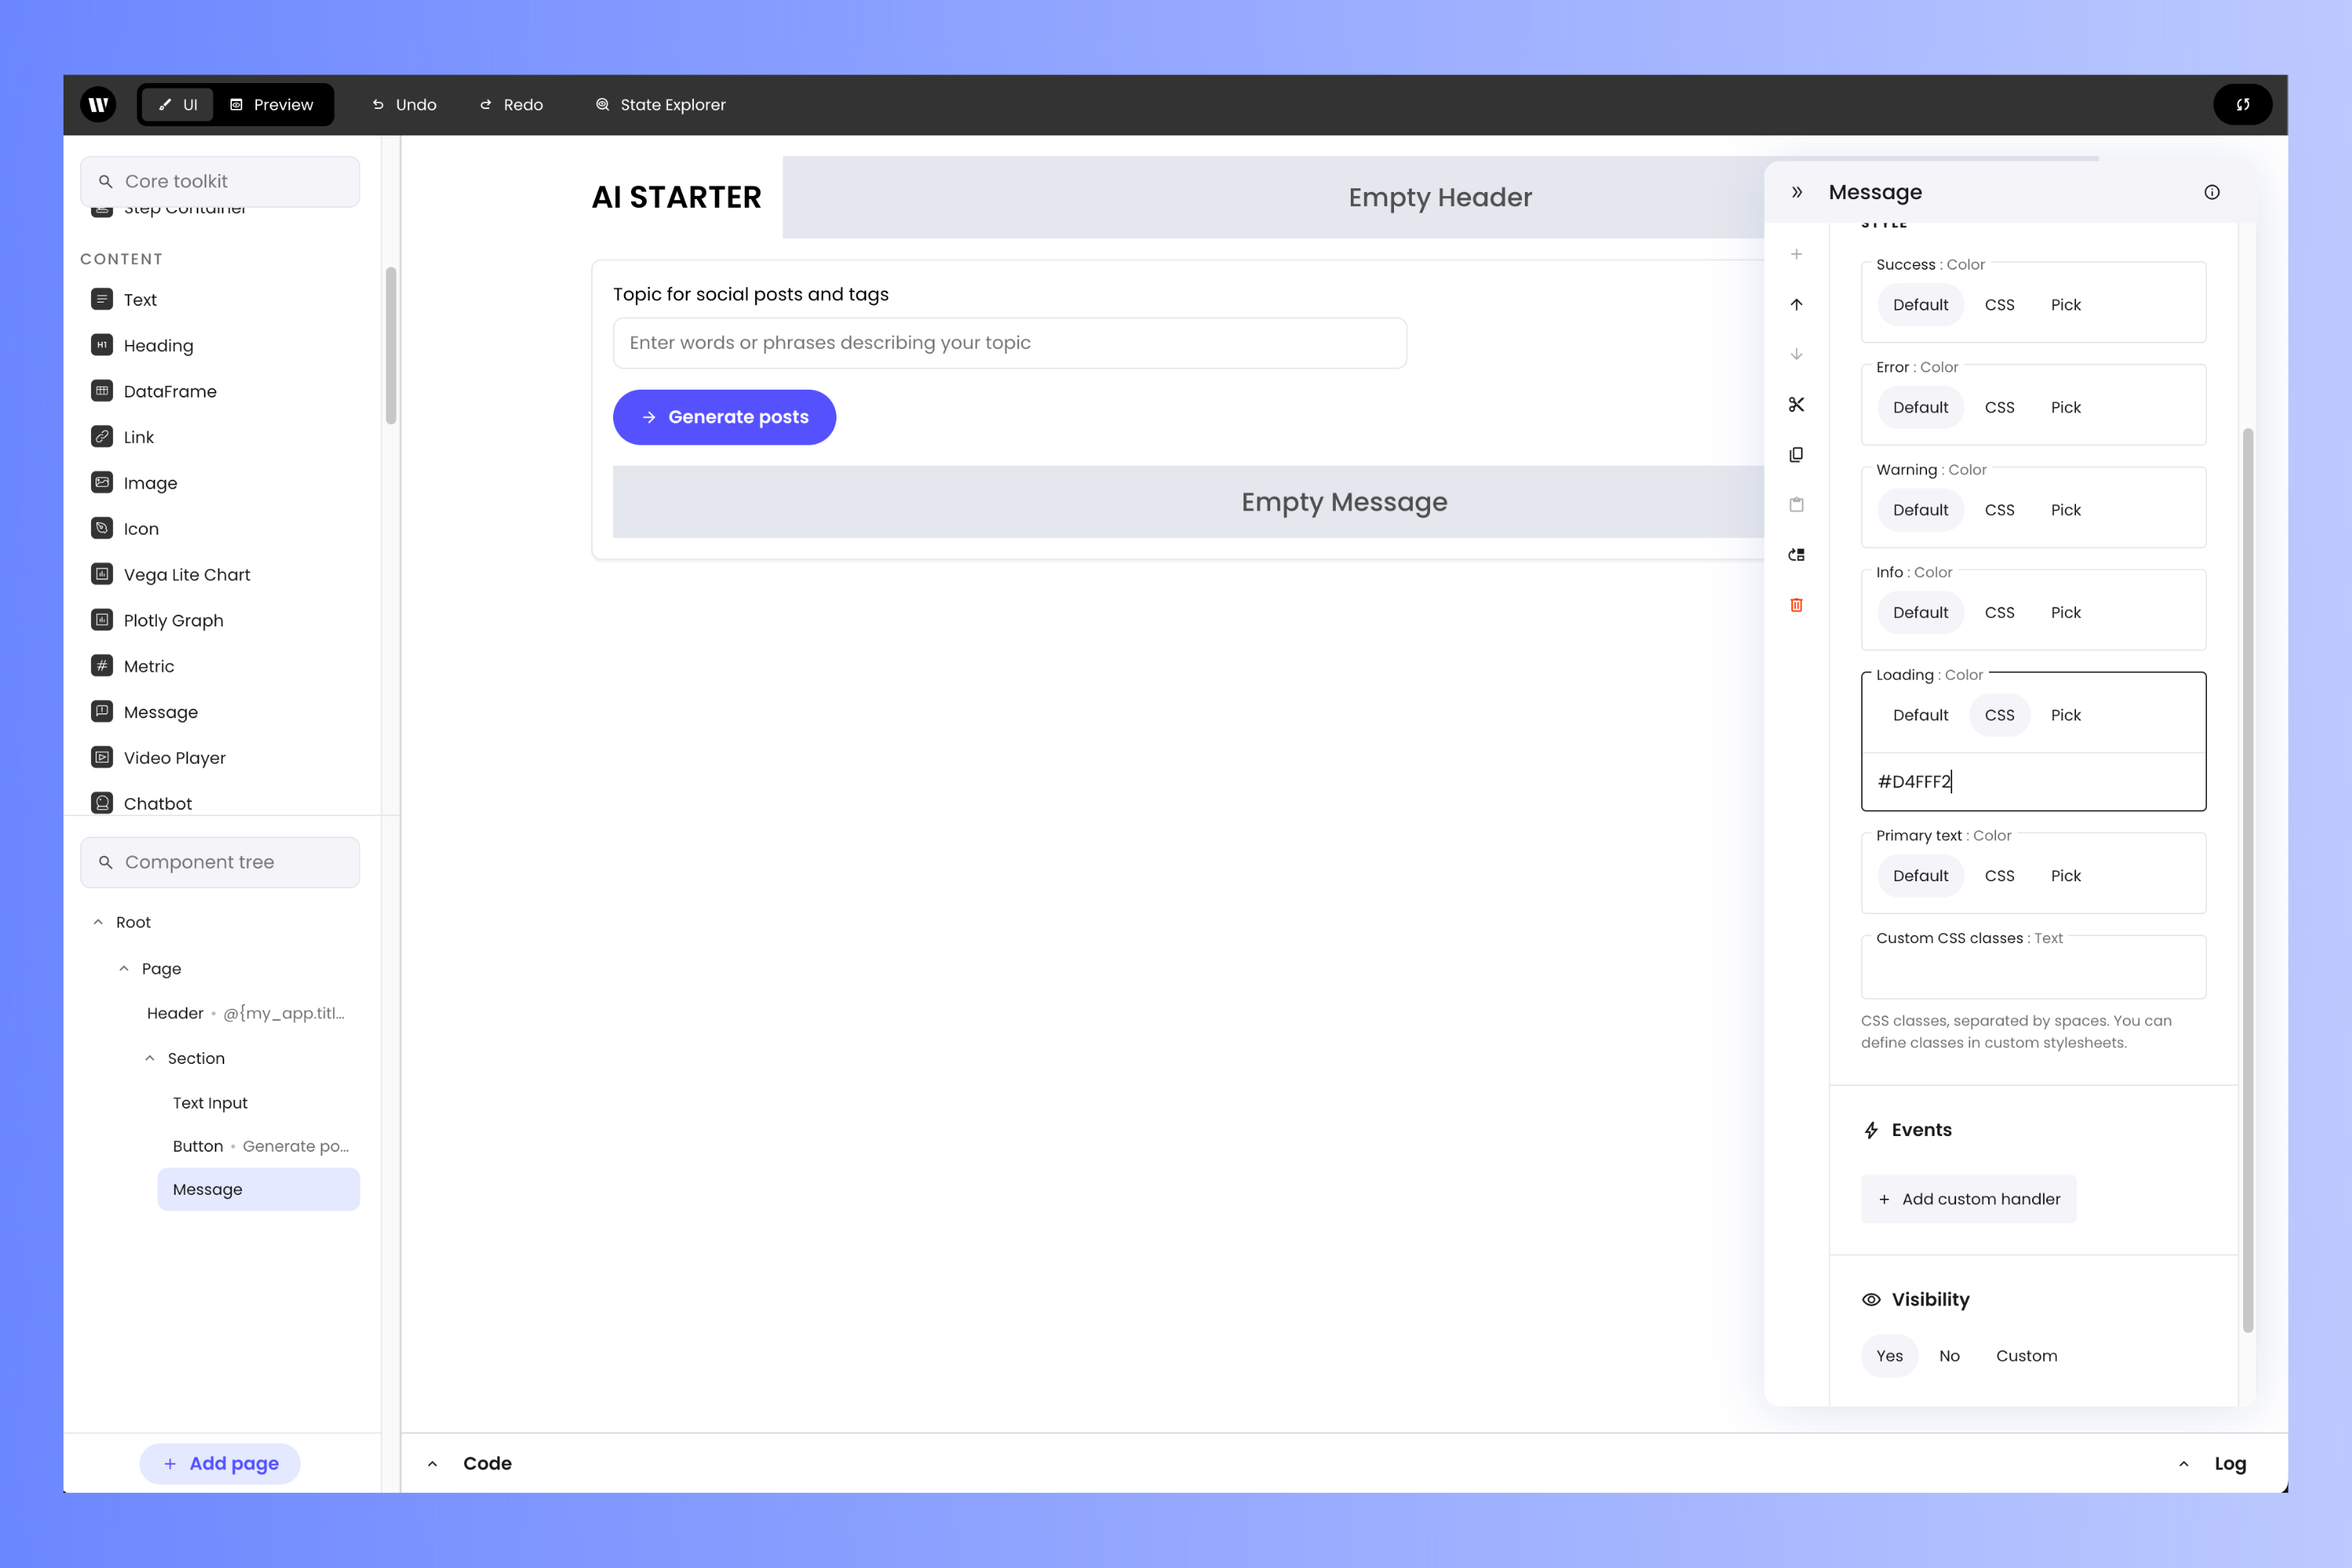 UI
Preview
Undo
Redo
State Explorer
Core toolkit
Step Container
CONTENT
Text
H1
Heading
DataFrame
Link
Image
Icon
Vega Lite Chart
Plotly Graph
Metric
Message
Video Player
Chatbot
Component tree
Root
Page
Header • @{my_app.titl...
Section
Text Input
Button • Generate po...
Message
+ Add page
AI STARTER
Empty Header
Topic for social posts and tags
Enter words or phrases describing your topic
Generate posts
Empty Message
Code
Log
Message
STYLE
Success : Color
Default CSS Pick
Error : Color
Default CSS Pick
Warning : Color
Default CSS Pick
Info : Color
Default CSS Pick
Loading : Color
Default CSS Pick
#D4FFF2
Primary text : Color
Default CSS Pick
Custom CSS classes : Text
CSS classes, separated by spaces. You can
define classes in custom stylesheets.
Events
+ Add custom handler
Visibility
Yes No Custom